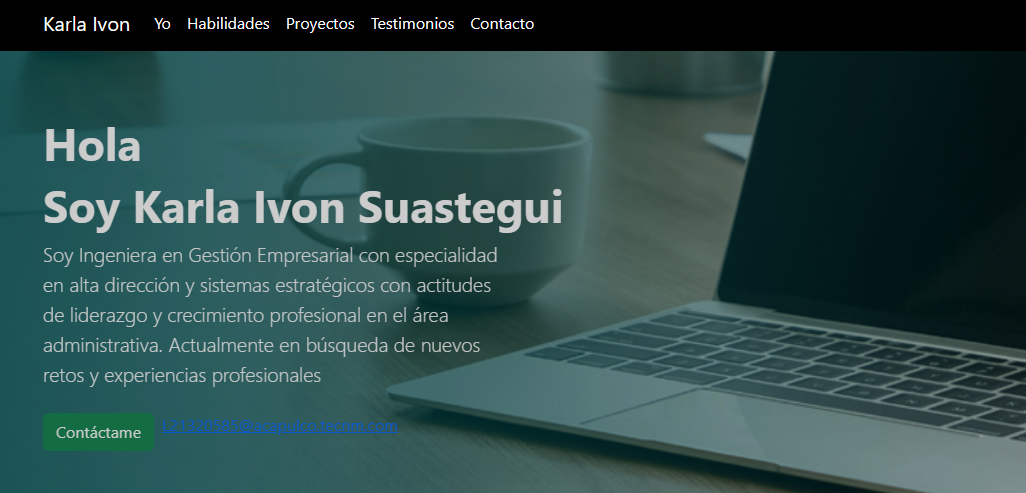 Karla Ivon Yo Habilidades Proyectos Testimonios Contacto
Hola
Soy Karla Ivon Suastegui
Soy Ingeniera en Gestión Empresarial con especialidad
en alta dirección y sistemas estratégicos con actitudes
de liderazgo y crecimiento profesional en el área
administrativa. Actualmente en búsqueda de nuevos
retos y experiencias profesionales
Contáctame